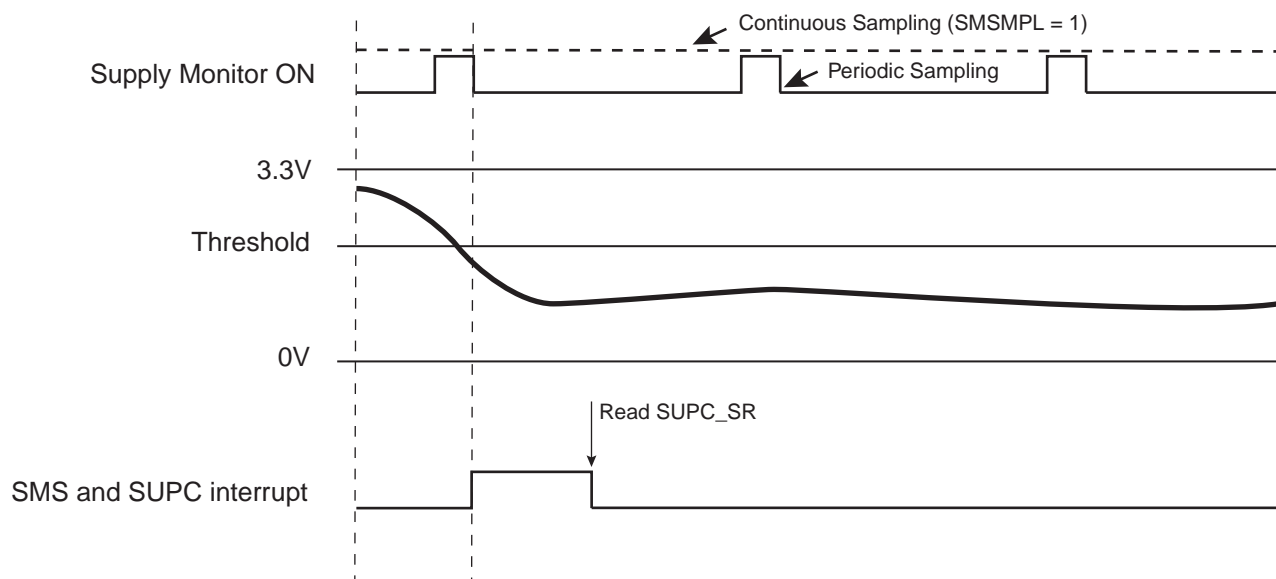 Continuous Sampling (SMSMPL = 1)
Supply Monitor ON
Periodic Sampling
3.3V
Threshold
0V
Read SUPC_SR
SMS and SUPC interrupt